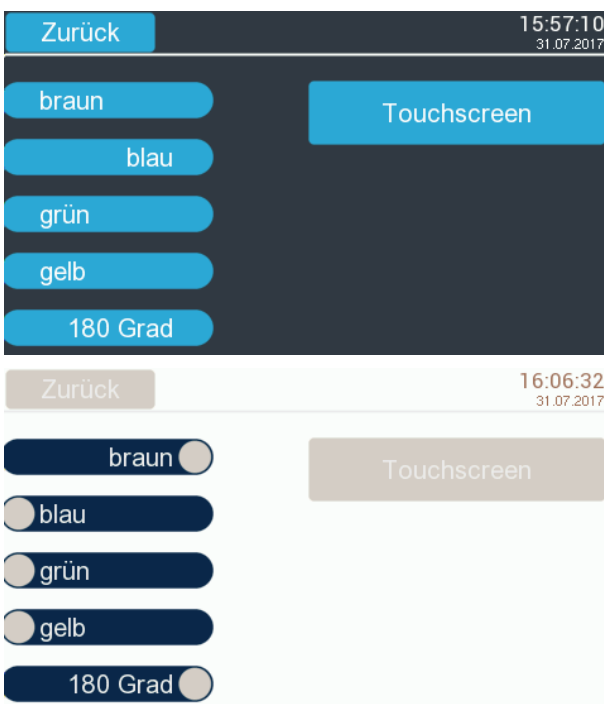 Zurück
15:57:10
31.07.2017
braun
Touchscreen
blau
grün
gelb
180 Grad
Zurück
16:06:32
31.07.2017
braun
Touchscreen
blau
grün
gelb
180 Grad